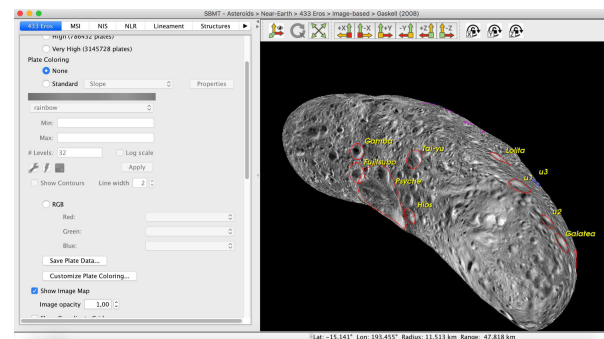 SBMT - Asteroids > Near-Earth > 433 Eros > Image-based > Gaskell (2008)
433 Eros MSI NIS NLR Lineament Structures
High (786432 plates)
Very High (3145728 plates)
Plate Coloring
None
Standard Slope Properties
rainbow
Min:
Max:
# Levels: 32 Log scale
Apply
Show Contours Line width 2
RGB
Red:
Green:
Blue:
Save Plate Data...
Customize Plate Coloring...
Show Image Map
Image opacity 1,00
+X -X +Y -Y +Z -Z
Gamba
Tai-yu
Lolita
Fujitsubo
u3
Psyche
u1
Hios
u2
Galatea
Lat: -15.141° Lon: 193.455° Radius: 11.513 km Range: 47.818 km